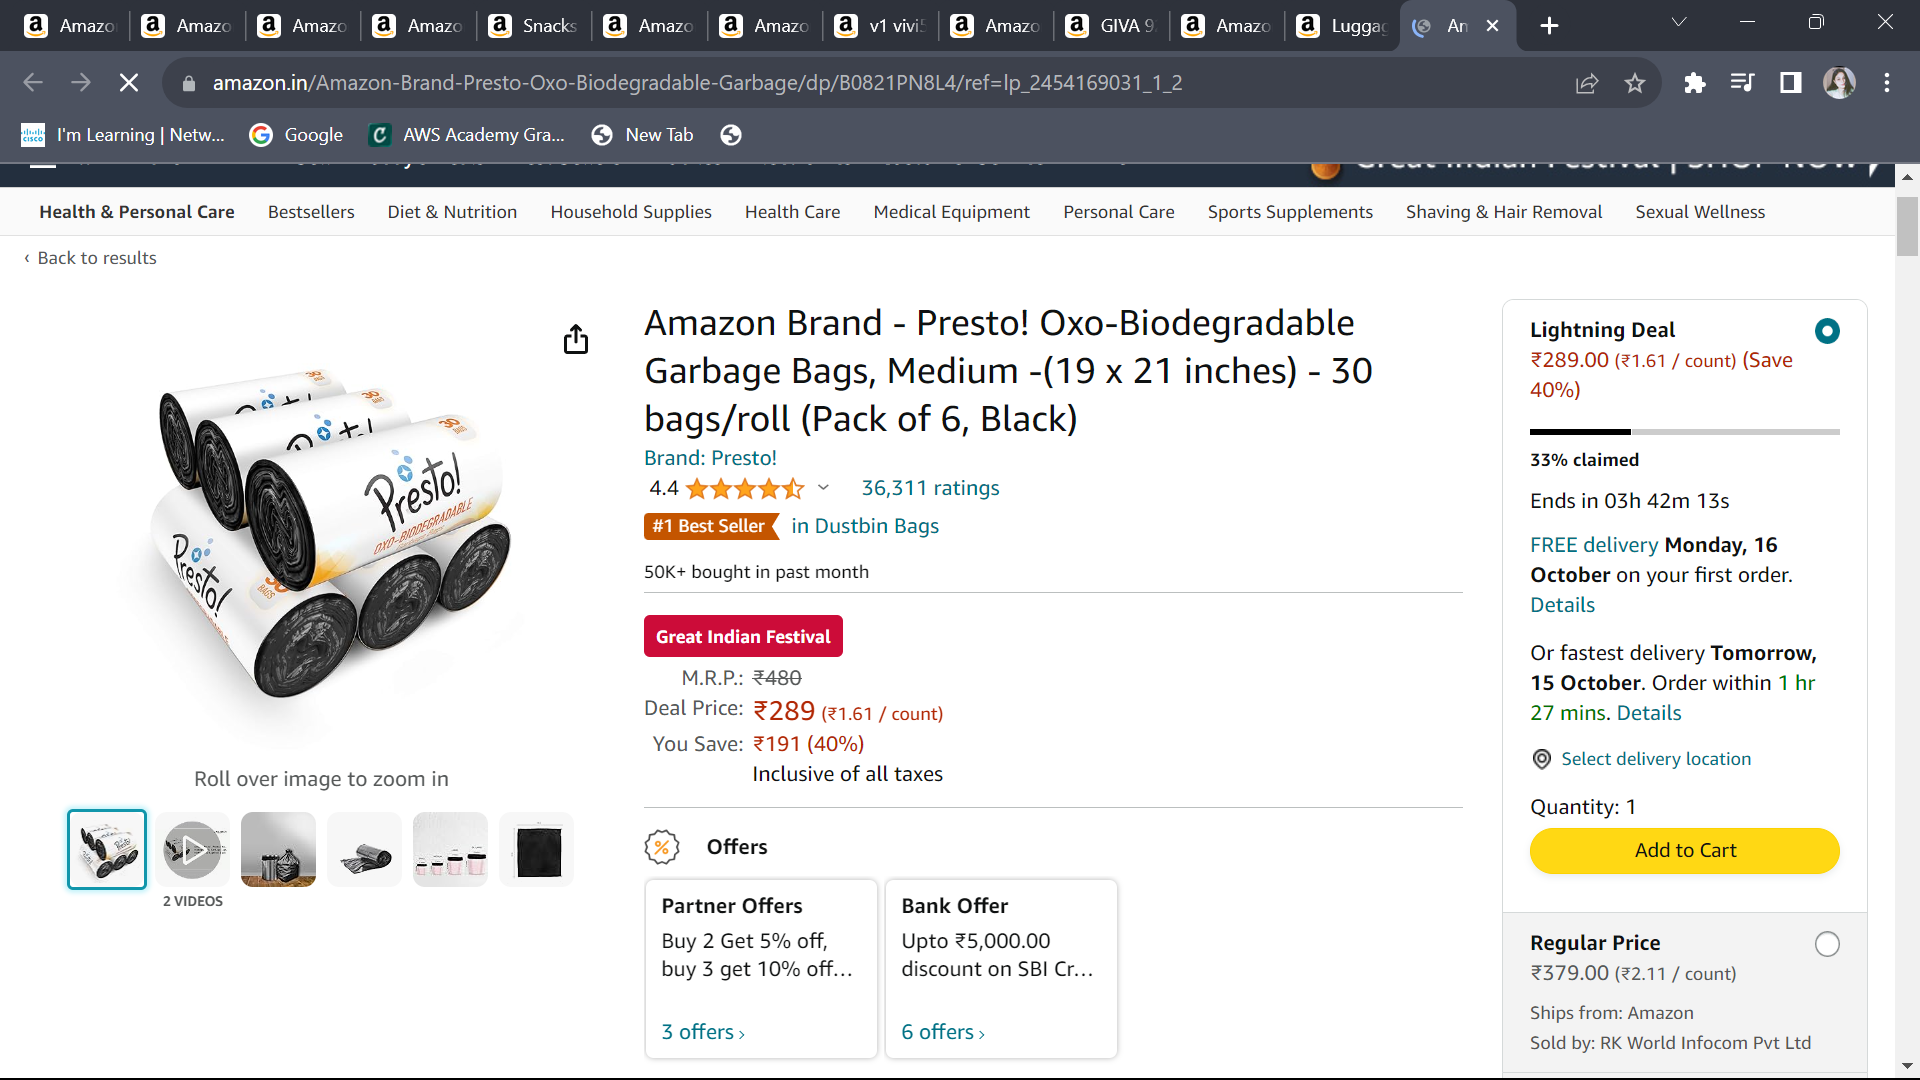 Amazo
Amazo
Amazo
Amazo
Snacks
Amazo
Amazo
v1 vivi5
Amazo
GIVA 9
Amazo
Luggag
An
amazon.in/Amazon-Brand-Presto-Oxo-Biodegradable-Garbage/dp/B0821PN8L4/ref=lp_2454169031_1_2
I'm Learning | Netw...
Google
AWS Academy Gra...
New Tab
Great Indian Festival | SHOP NOW
Health & Personal Care
Bestsellers
Diet & Nutrition
Household Supplies
Health Care
Medical Equipment
Personal Care
Sports Supplements
Shaving & Hair Removal
Sexual Wellness
‹ Back to results
Presto!
OXO-BIODEGRADABLE
30
BAGS
Presto!
30
BAGS
Roll over image to zoom in
2 VIDEOS
Amazon Brand - Presto! Oxo-Biodegradable
Garbage Bags, Medium -(19 x 21 inches) - 30
bags/roll (Pack of 6, Black)
Brand: Presto!
4.4
36,311 ratings
#1 Best Seller
in Dustbin Bags
50K+ bought in past month
Great Indian Festival
M.R.P.: ₹480
Deal Price: ₹289 (₹1.61 / count)
You Save: ₹191 (40%)
Inclusive of all taxes
Offers
Partner Offers
Buy 2 Get 5% off,
buy 3 get 10% off...
3 offers ›
Bank Offer
Upto ₹5,000.00
discount on SBI Cr...
6 offers ›
Lightning Deal
₹289.00 (₹1.61 / count) (Save
40%)
33% claimed
Ends in 03h 42m 13s
FREE delivery Monday, 16
October on your first order.
Details
Or fastest delivery Tomorrow,
15 October. Order within 1 hr
27 mins. Details
Select delivery location
Quantity: 1
Add to Cart
Regular Price
₹379.00 (₹2.11 / count)
Ships from: Amazon
Sold by: RK World Infocom Pvt Ltd